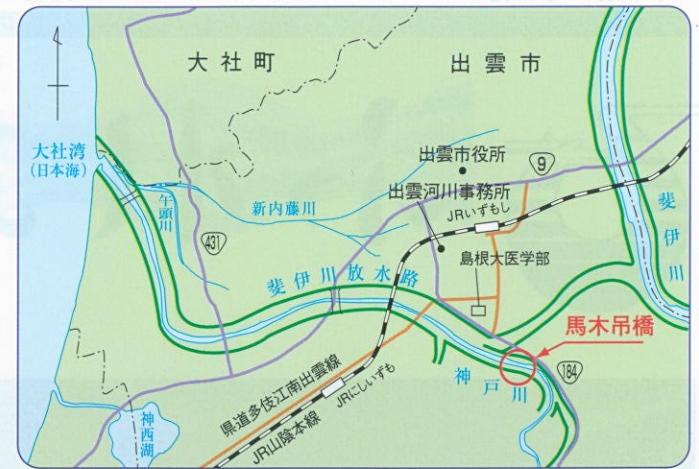 大社町
出雲市
大社湾
(日本海)
出雲市役所
9
出雲河川事務所
JRいずもし
斐伊川
新内藤川
午頭川
431
島根大医学部
斐伊川放水路
馬木吊橋
184
神戸川
県道多伎江南出雲線
JRにしいずも
JR山陰本線
神西湖